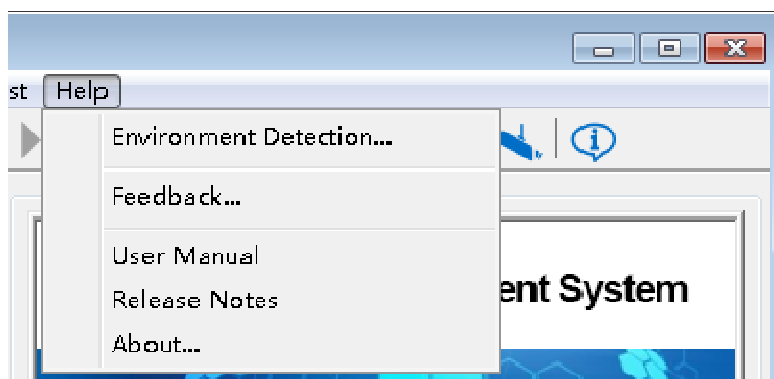 st Help
Environment Detection...
Feedback...
User Manual
ent System
Release Notes
About...